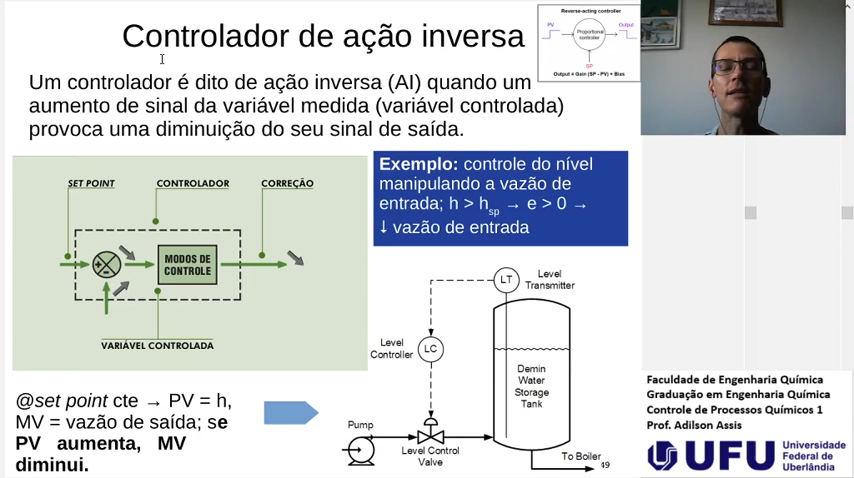 Controlador de ação inversa
Reverse-acting controller
PV
Output
Proportional
controller
SP
Output = Gain (SP - PV) + Bias
Um controlador é dito de ação inversa (AI) quando um
aumento de sinal da variável medida (variável controlada)
provoca uma diminuição do seu sinal de saída.
SET POINT
CONTROLADOR
CORREÇÃO
MODOS DE
CONTROLE
VARIÁVEL CONTROLADA
Exemplo: controle do nível
manipulando a vazão de
entrada; h > hsp → e > 0 →
↓ vazão de entrada
LT
Level
Transmitter
Level
Controller
LC
Demin
Water
Storage
Tank
Pump
Level Control
Valve
To Boiler
49
@set point cte → PV = h,
MV = vazão de saída; se
PV aumenta, MV
diminui.
Faculdade de Engenharia Química
Graduação em Engenharia Química
Controle de Processos Químicos 1
Prof. Adilson Assis
UFU
Universidade
Federal de
Uberlândia